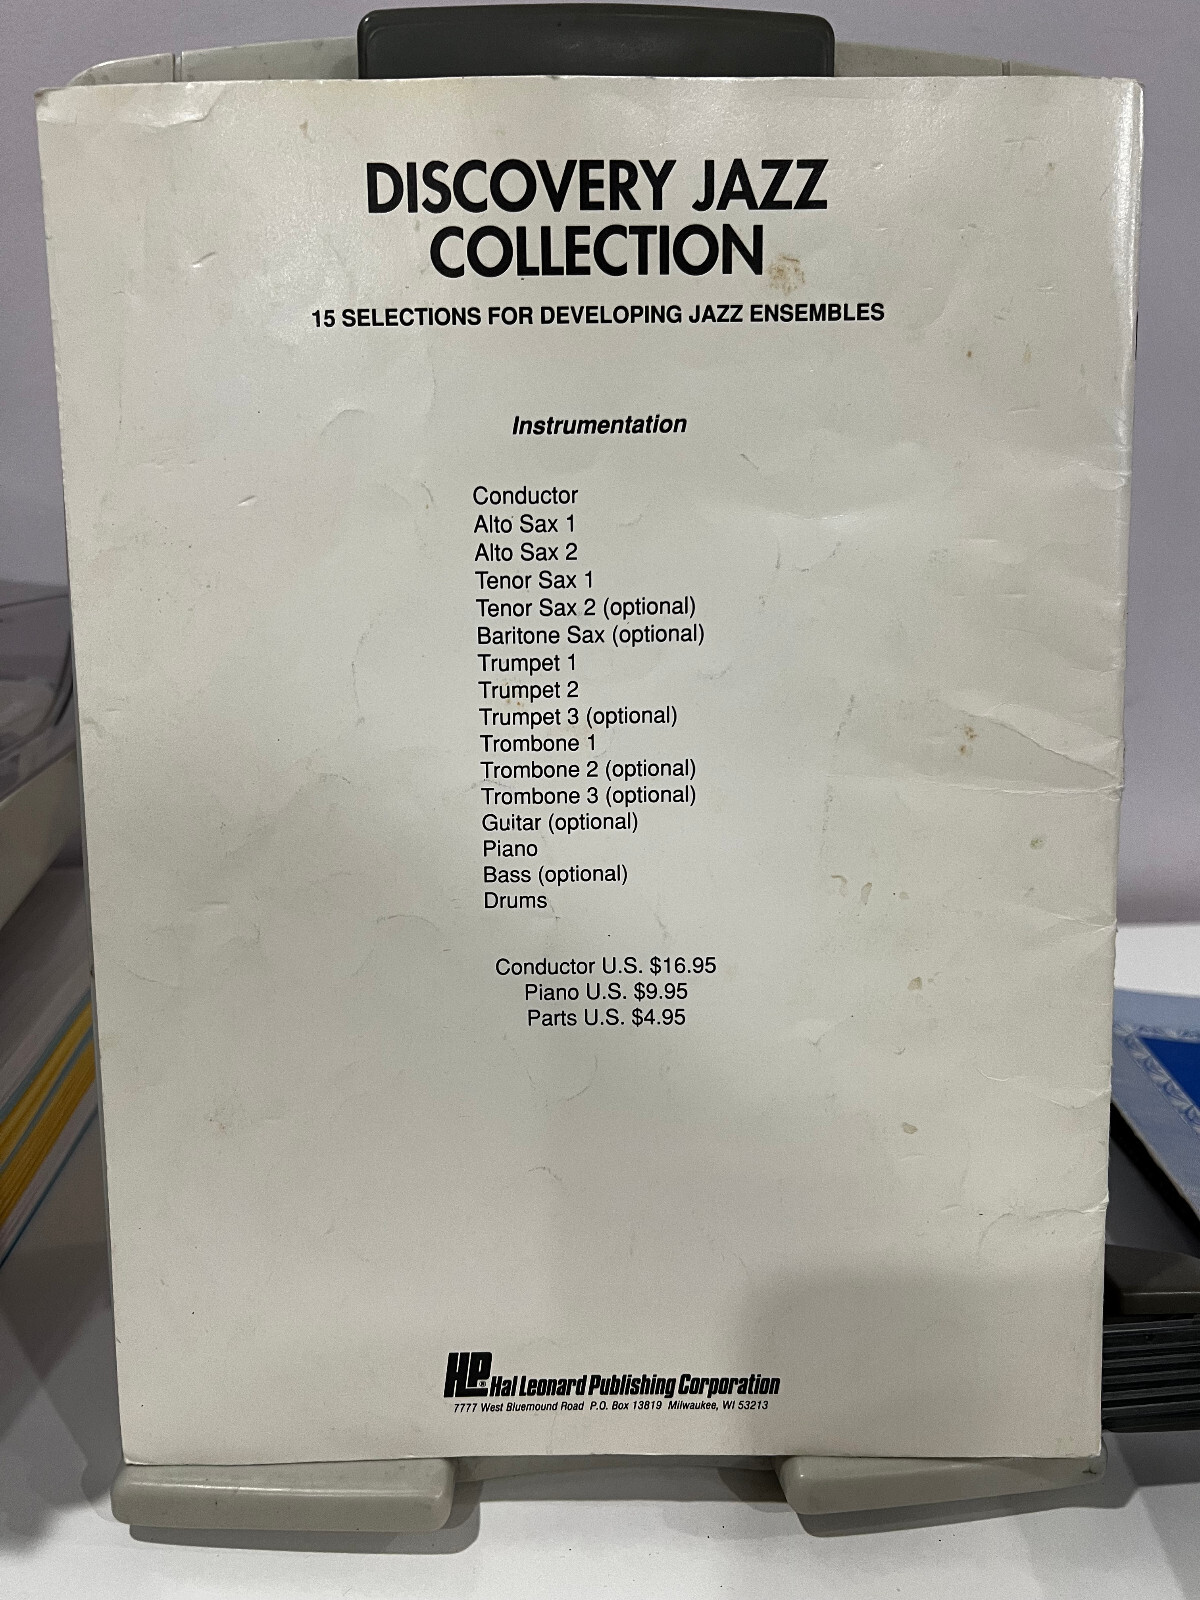 DISCOVERY JAZZ
COLLECTION
15 SELECTIONS FOR DEVELOPING JAZZ ENSEMBLES
Instrumentation
Conductor
Alto Sax 1
Alto Sax 2
Tenor Sax 1
Tenor Sax 2 (optional)
Baritone Sax (optional)
Trumpet 1
Trumpet 2
Trumpet 3 (optional)
Trombone 1
Trombone 2 (optional)
Trombone 3 (optional)
Guitar (optional)
Piano
Bass (optional)
Drums
Conductor U.S. $16.95
Piano U.S. $9.95
Parts U.S. $4.95
HP® Hal Leonard Publishing Corporation
7777 West Bluemound Road P.O. Box 13819 Milwaukee, WI 53213